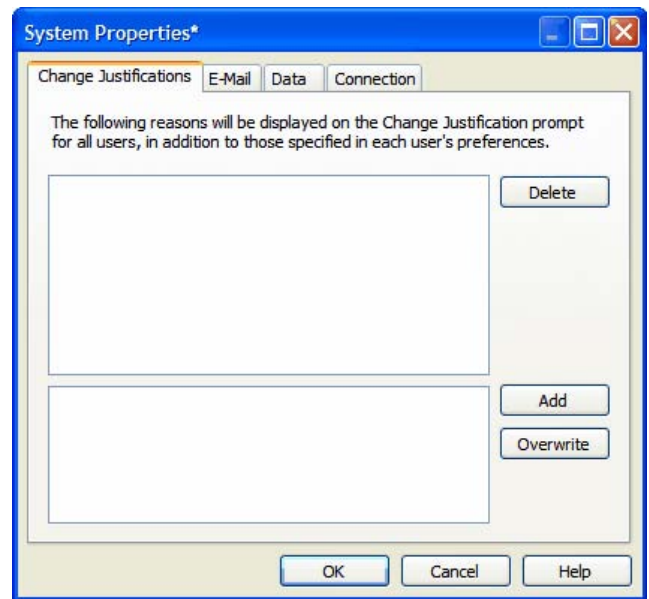 System Properties*
Change Justifications E-Mail Data Connection
The following reasons will be displayed on the Change Justification prompt
for all users, in addition to those specified in each user's preferences.
Delete
Add
Overwrite
OK Cancel Help